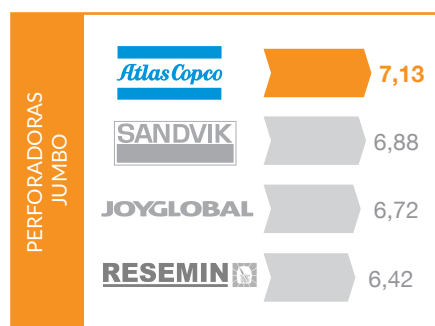 PERFORADORAS
JUMBO
Atlas Copco 7,13
SANDVIK 6,88
JOYGLOBAL 6,72
RESEMIN 6,42